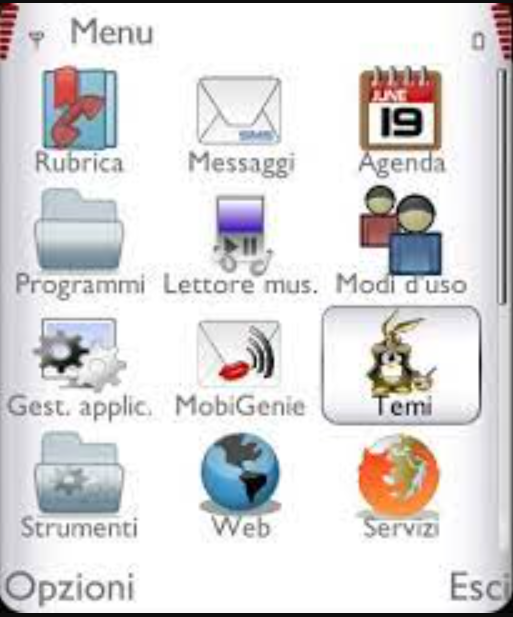 Menu
JUNE
SMS 19
Rubrica Messaggi Agenda
Programmi Lettore mus. Modi d'uso
Gest. applic. MobiGenie Temi
Strumenti Web Servizi
Opzioni Esci